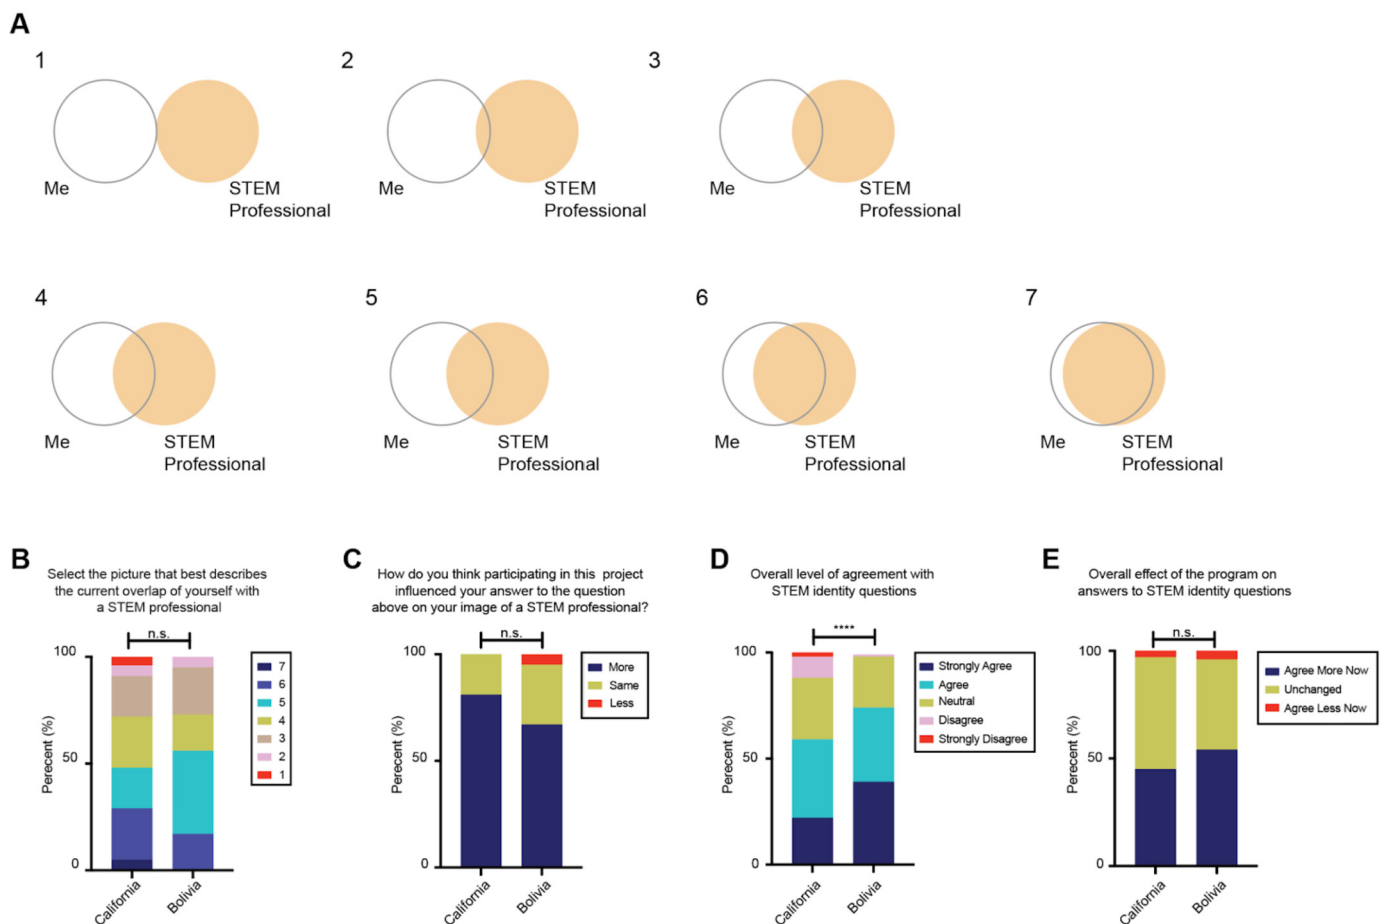 A
1
2
3
Me
STEM
Professional
Me
STEM
Professional
Me
STEM
Professional
4
5
6
7
Me
STEM
Professional
Me
STEM
Professional
Me
STEM
Professional
Me
STEM
Professional
B
Select the picture that best describes
the current overlap of yourself with
a STEM professional
n.s.
100
50
0
Perecent (%)
California
Bolivia
7
6
5
4
3
2
1
C
How do you think participating in this project
influenced your answer to the question
above on your image of a STEM professional?
n.s.
100
50
0
Perecent (%)
California
Bolivia
More
Same
Less
D
Overall level of agreement with
STEM identity questions
****
100
50
0
Perecent (%)
California
Bolivia
Strongly Agree
Agree
Neutral
Disagree
Strongly Disagree
E
Overall effect of the program on
answers to STEM identity questions
n.s.
100
50
0
Perecent (%)
California
Bolivia
Agree More Now
Unchanged
Agree Less Now